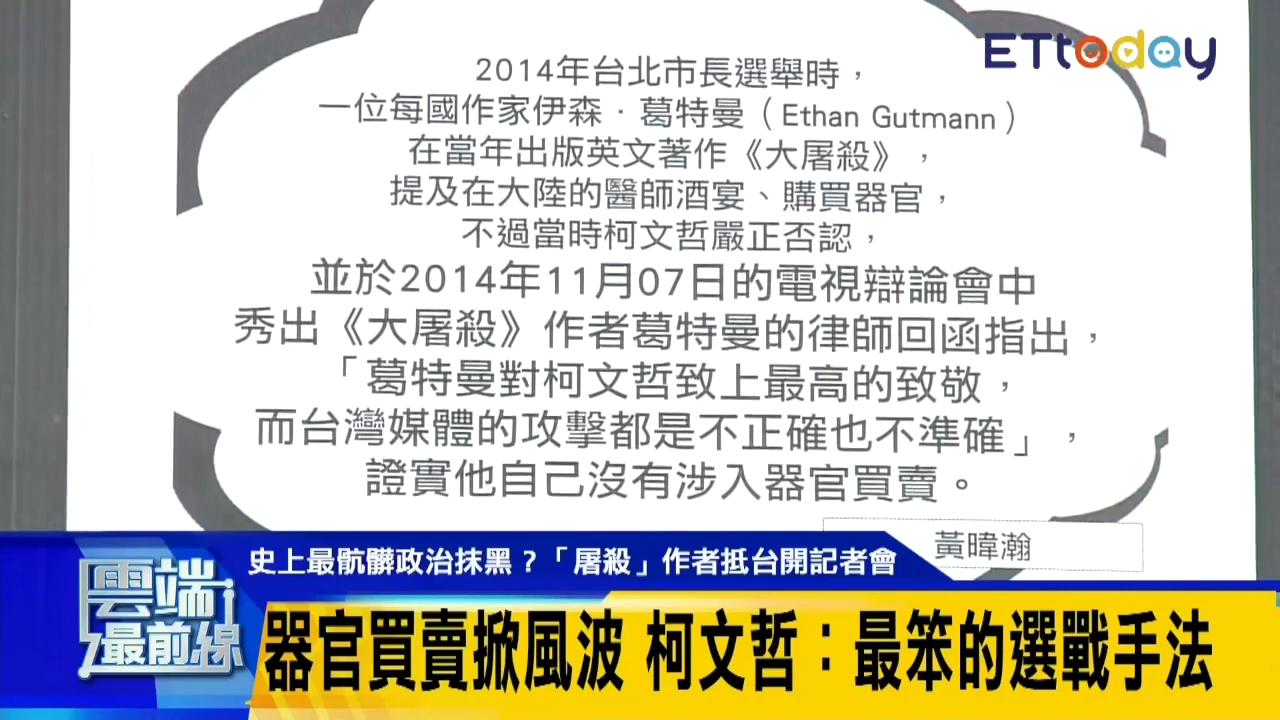 ETtoday
2014年台北市長選舉時，
一位每國作家伊森．葛特曼（Ethan Gutmann）
在當年出版英文著作《大屠殺》，
提及在大陸的醫師酒宴、購買器官，
不過當時柯文哲嚴正否認，
並於2014年11月07日的電視辯論會中
秀出《大屠殺》作者葛特曼的律師回函指出，
「葛特曼對柯文哲致上最高的致敬，
而台灣媒體的攻擊都是不正確也不準確」，
證實他自己沒有涉入器官買賣。
黃暐瀚
史上最骯髒政治抹黑？「屠殺」作者抵台開記者會
雲端最前線
器官買賣掀風波 柯文哲：最笨的選戰手法